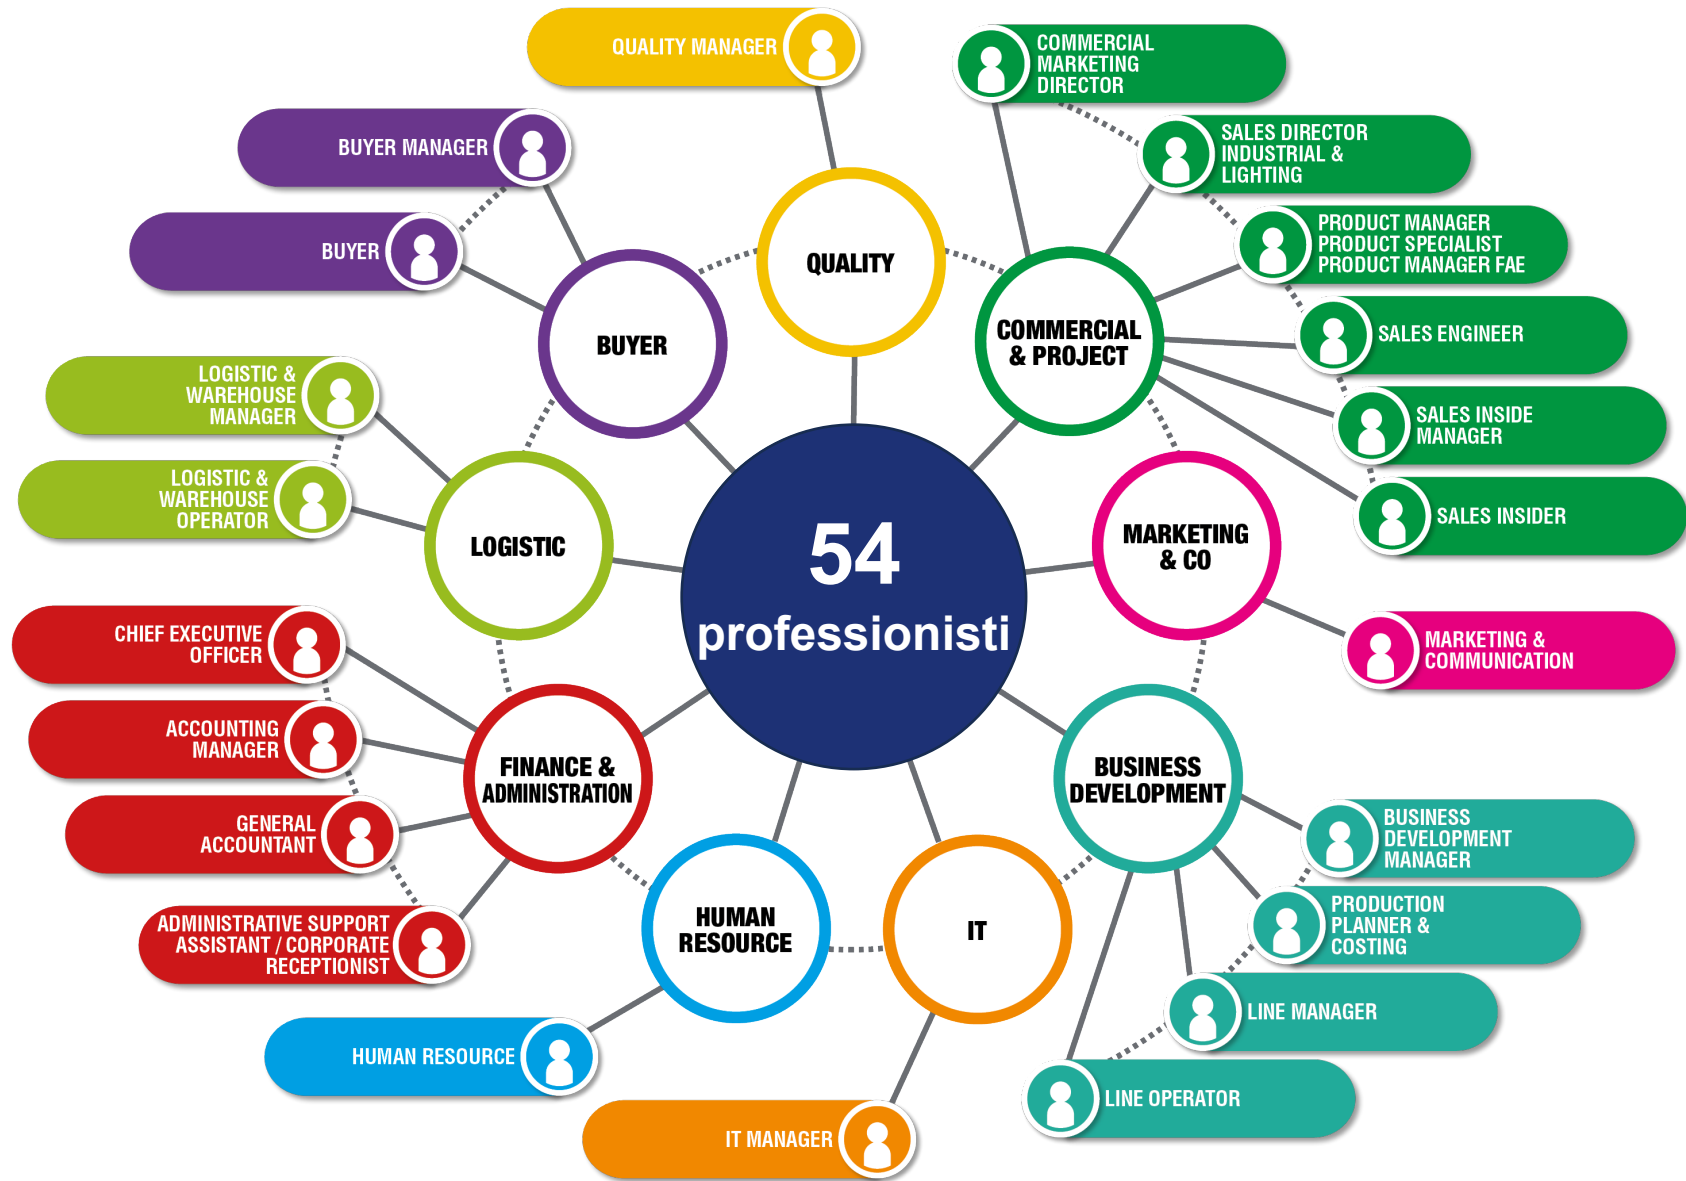 QUALITY MANAGER
COMMERCIAL
MARKETING
DIRECTOR
BUYER MANAGER
SALES DIRECTOR
INDUSTRIAL &
LIGHTING
BUYER
PRODUCT MANAGER
PRODUCT SPECIALIST
PRODUCT MANAGER FAE
QUALITY
BUYER
COMMERCIAL
& PROJECT
SALES ENGINEER
LOGISTIC &
WAREHOUSE
MANAGER
SALES INSIDE
MANAGER
LOGISTIC &
WAREHOUSE
OPERATOR
SALES INSIDER
LOGISTIC
54
professionisti
MARKETING
& CO
CHIEF EXECUTIVE
OFFICER
MARKETING &
COMMUNICATION
ACCOUNTING
MANAGER
FINANCE &
ADMINISTRATION
BUSINESS
DEVELOPMENT
GENERAL
ACCOUNTANT
BUSINESS
DEVELOPMENT
MANAGER
ADMINISTRATIVE SUPPORT
ASSISTANT / CORPORATE
RECEPTIONIST
HUMAN
RESOURCE
IT
PRODUCTION
PLANNER &
COSTING
LINE MANAGER
HUMAN RESOURCE
LINE OPERATOR
IT MANAGER